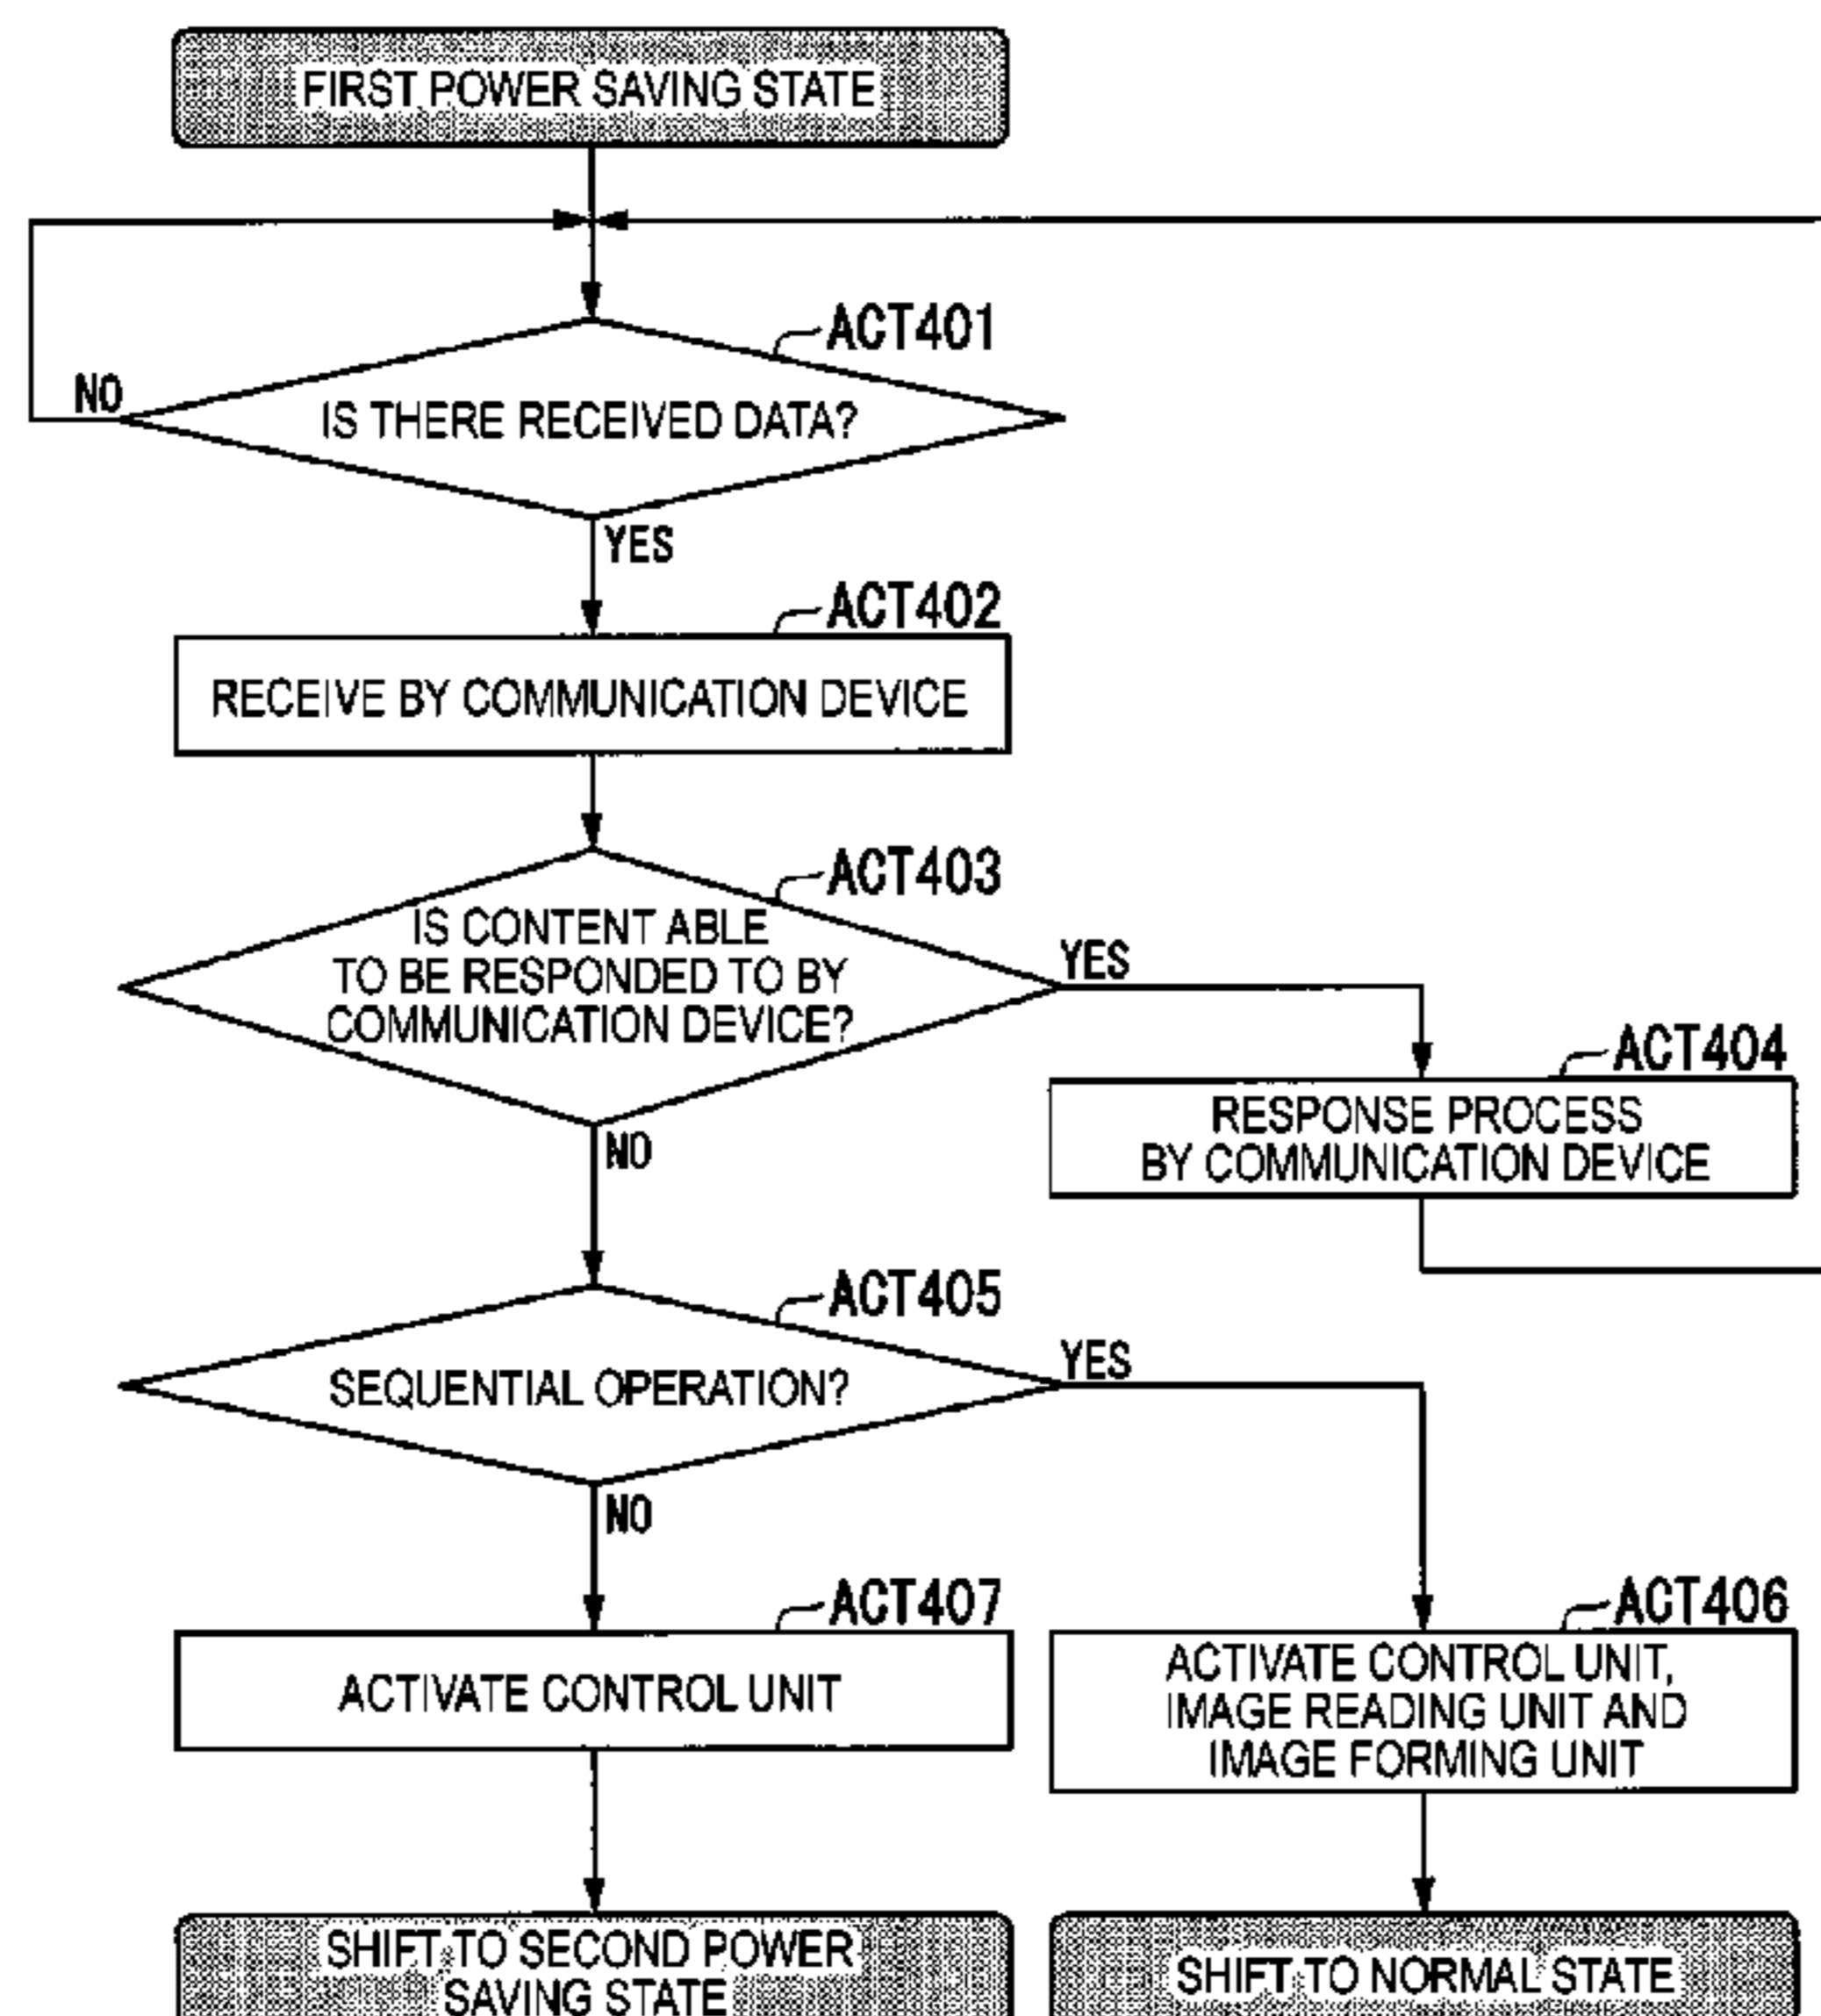 FIRST POWER SAVING STATE
ACT401
NO
IS THERE RECEIVED DATA?
YES
ACT402
RECEIVE BY COMMUNICATION DEVICE
ACT403
IS CONTENT ABLE
TO BE RESPONDED TO BY
COMMUNICATION DEVICE?
YES
NO
ACT404
RESPONSE PROCESS
BY COMMUNICATION DEVICE
ACT405
SEQUENTIAL OPERATION?
YES
NO
ACT407
ACTIVATE CONTROL UNIT
ACT406
ACTIVATE CONTROL UNIT,
IMAGE READING UNIT AND
IMAGE FORMING UNIT
SHIFT TO SECOND POWER
SAVING STATE
SHIFT TO NORMAL STATE